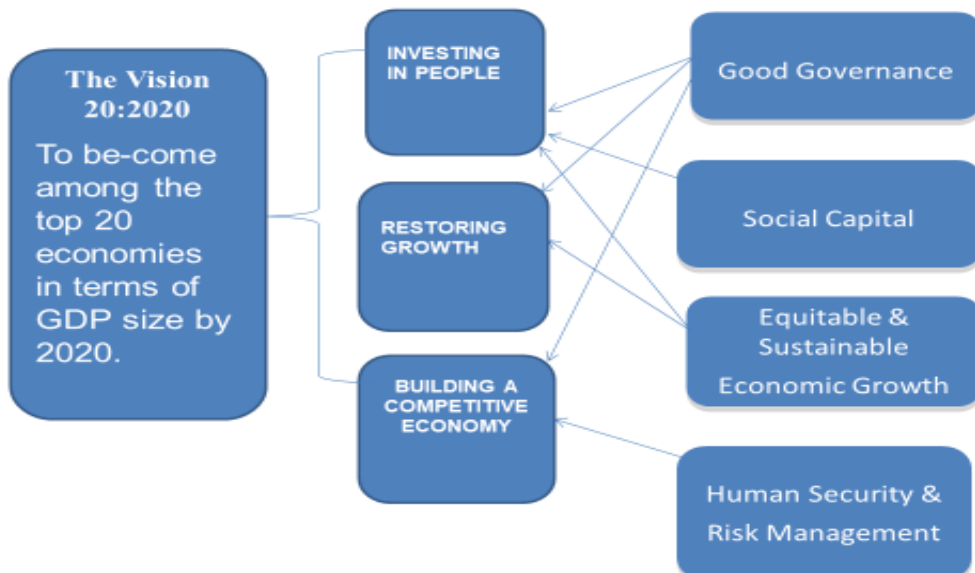 The Vision
20:2020
To be-come
among the
top 20
economies
in terms of
GDP size by
2020.
INVESTING
IN PEOPLE
RESTORING
GROWTH
BUILDING A
COMPETITIVE
ECONOMY
Good Governance
Social Capital
Equitable &
Sustainable
Economic Growth
Human Security &
Risk Management